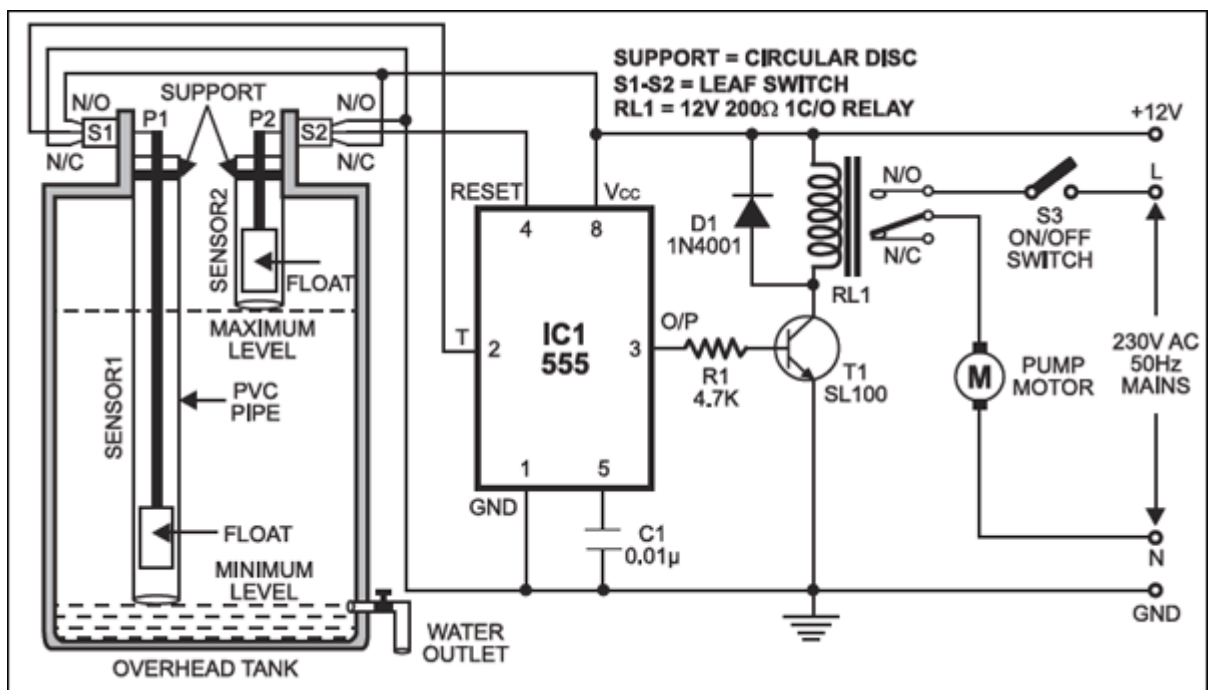 SUPPORT = CIRCULAR DISC
S1-S2 = LEAF SWITCH
RL1 = 12V 200Ω 1C/O RELAY
SUPPORT
N/O
P1
P2
N/O
S1
S2
N/C
N/C
+12V
L
RESET
VCC
4
8
N/O
N/C
S3
ON/OFF
SWITCH
D1
1N4001
RL1
SENSOR2
FLOAT
MAXIMUM
LEVEL
T
2
IC1
555
3
O/P
R1
4.7K
T1
SL100
M
PUMP
MOTOR
230V AC
50Hz
MAINS
SENSOR1
PVC
PIPE
1
5
GND
C1
0.01µ
FLOAT
MINIMUM
LEVEL
N
GND
WATER
OUTLET
OVERHEAD TANK